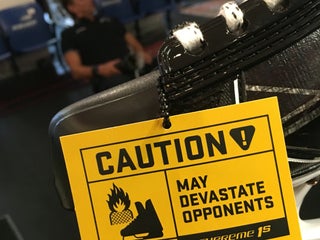 CAUTION!
MAY
DEVASTATE
OPPONENTS
SUPREME 1S